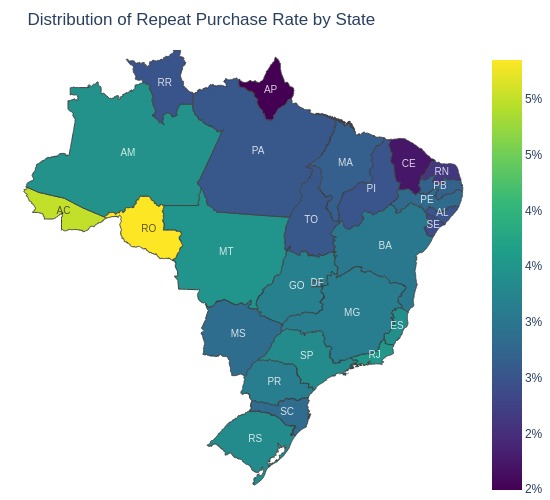 Distribution of Repeat Purchase Rate by State
RR
AP
AM
PA
MA
CE
RN
PB
PE
PI
AL
SE
AC
RO
TO
BA
MT
GO
DF
MG
ES
MS
SP
RJ
PR
SC
RS
5%
5%
4%
4%
3%
3%
2%
2%